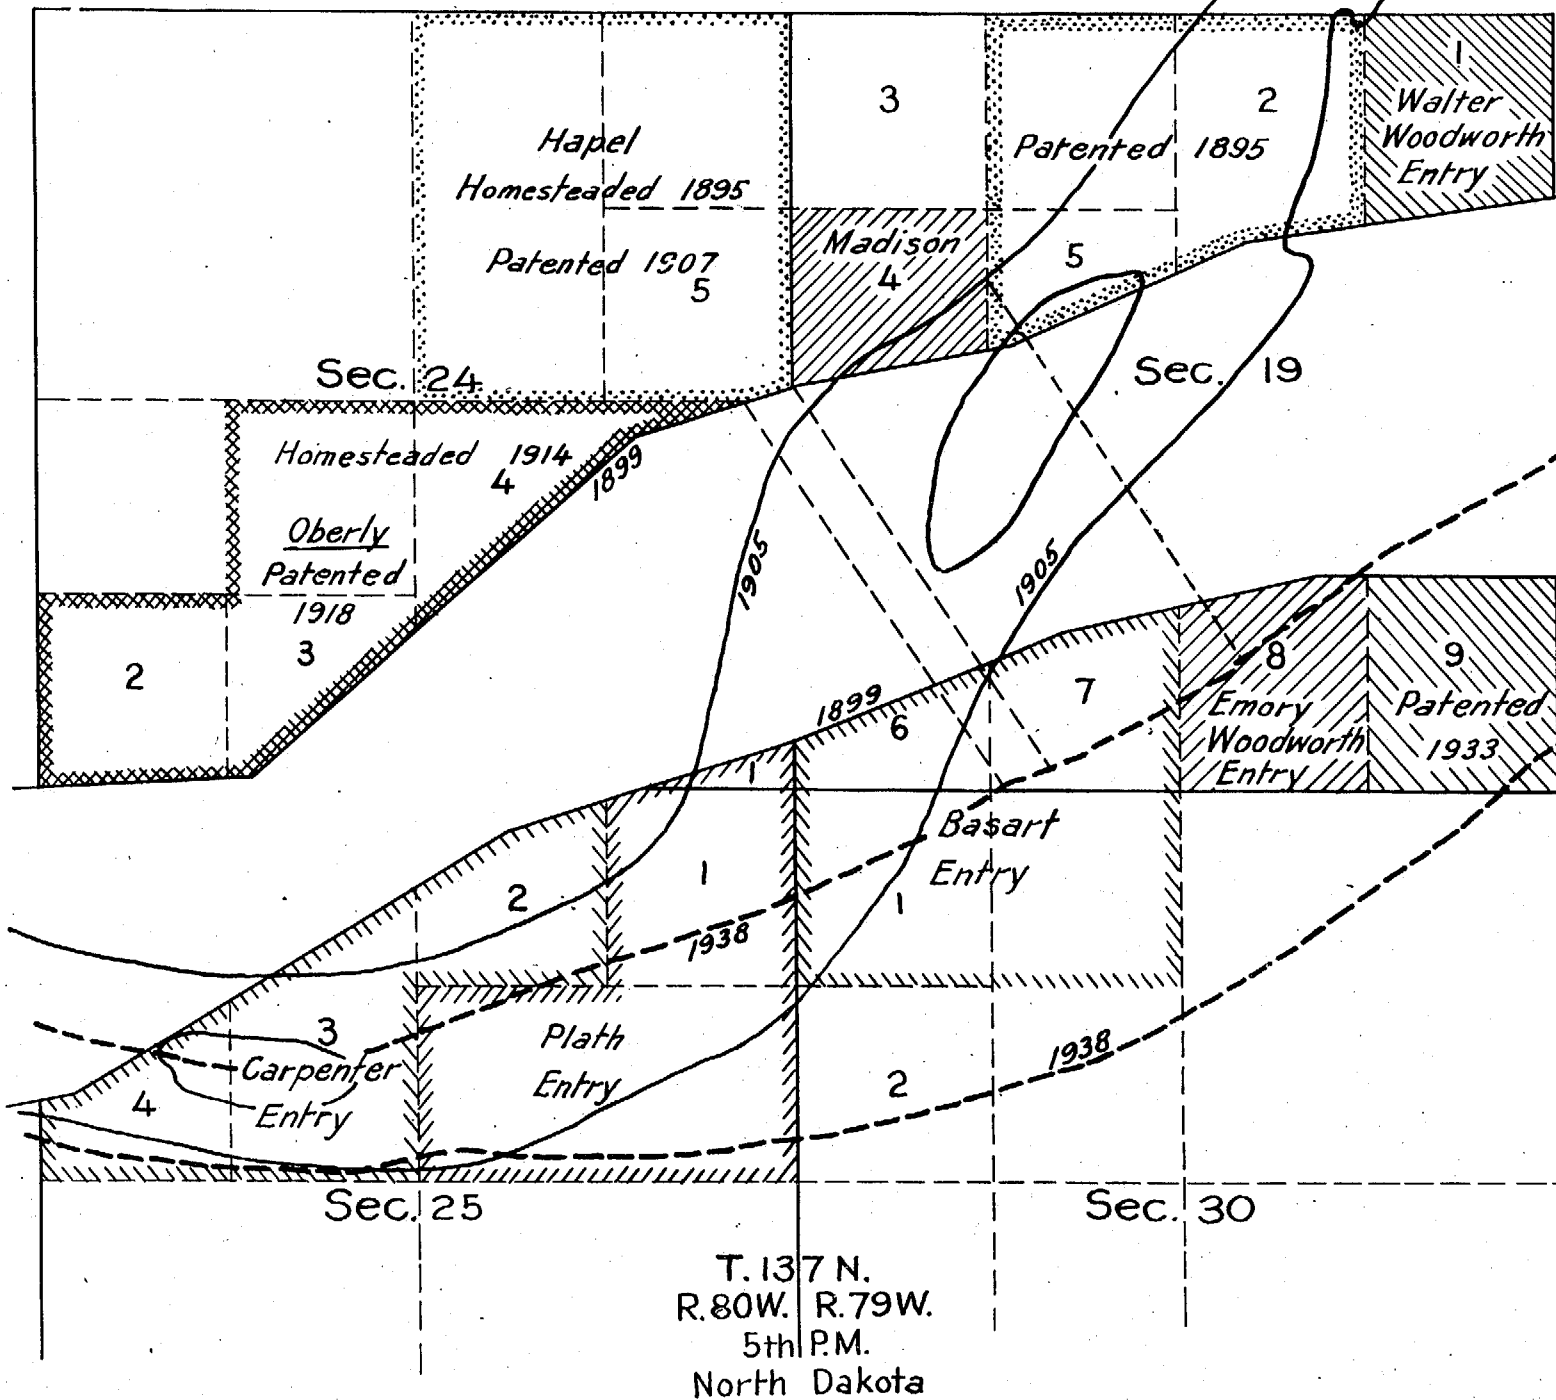 3
2
1
Walter
Woodworth
Entry
Hapel
Homesteaded 1895
Patented 1907
5
Patented 1895
Madison
4
5
Sec. 24
Sec. 19
Homesteaded 1914
4
1899
Oberly
Patented
1918
3
2
1905
1905
1899
6
7
8
Emory
Woodworth
Entry
9
Patented
1933
1
Basart
Entry
1
2
1
1938
3
Carpenter
Entry
4
Plath
Entry
2
1938
Sec. 25
Sec. 30
T. 137 N.
R. 80W. R. 79W.
5th P.M.
North Dakota